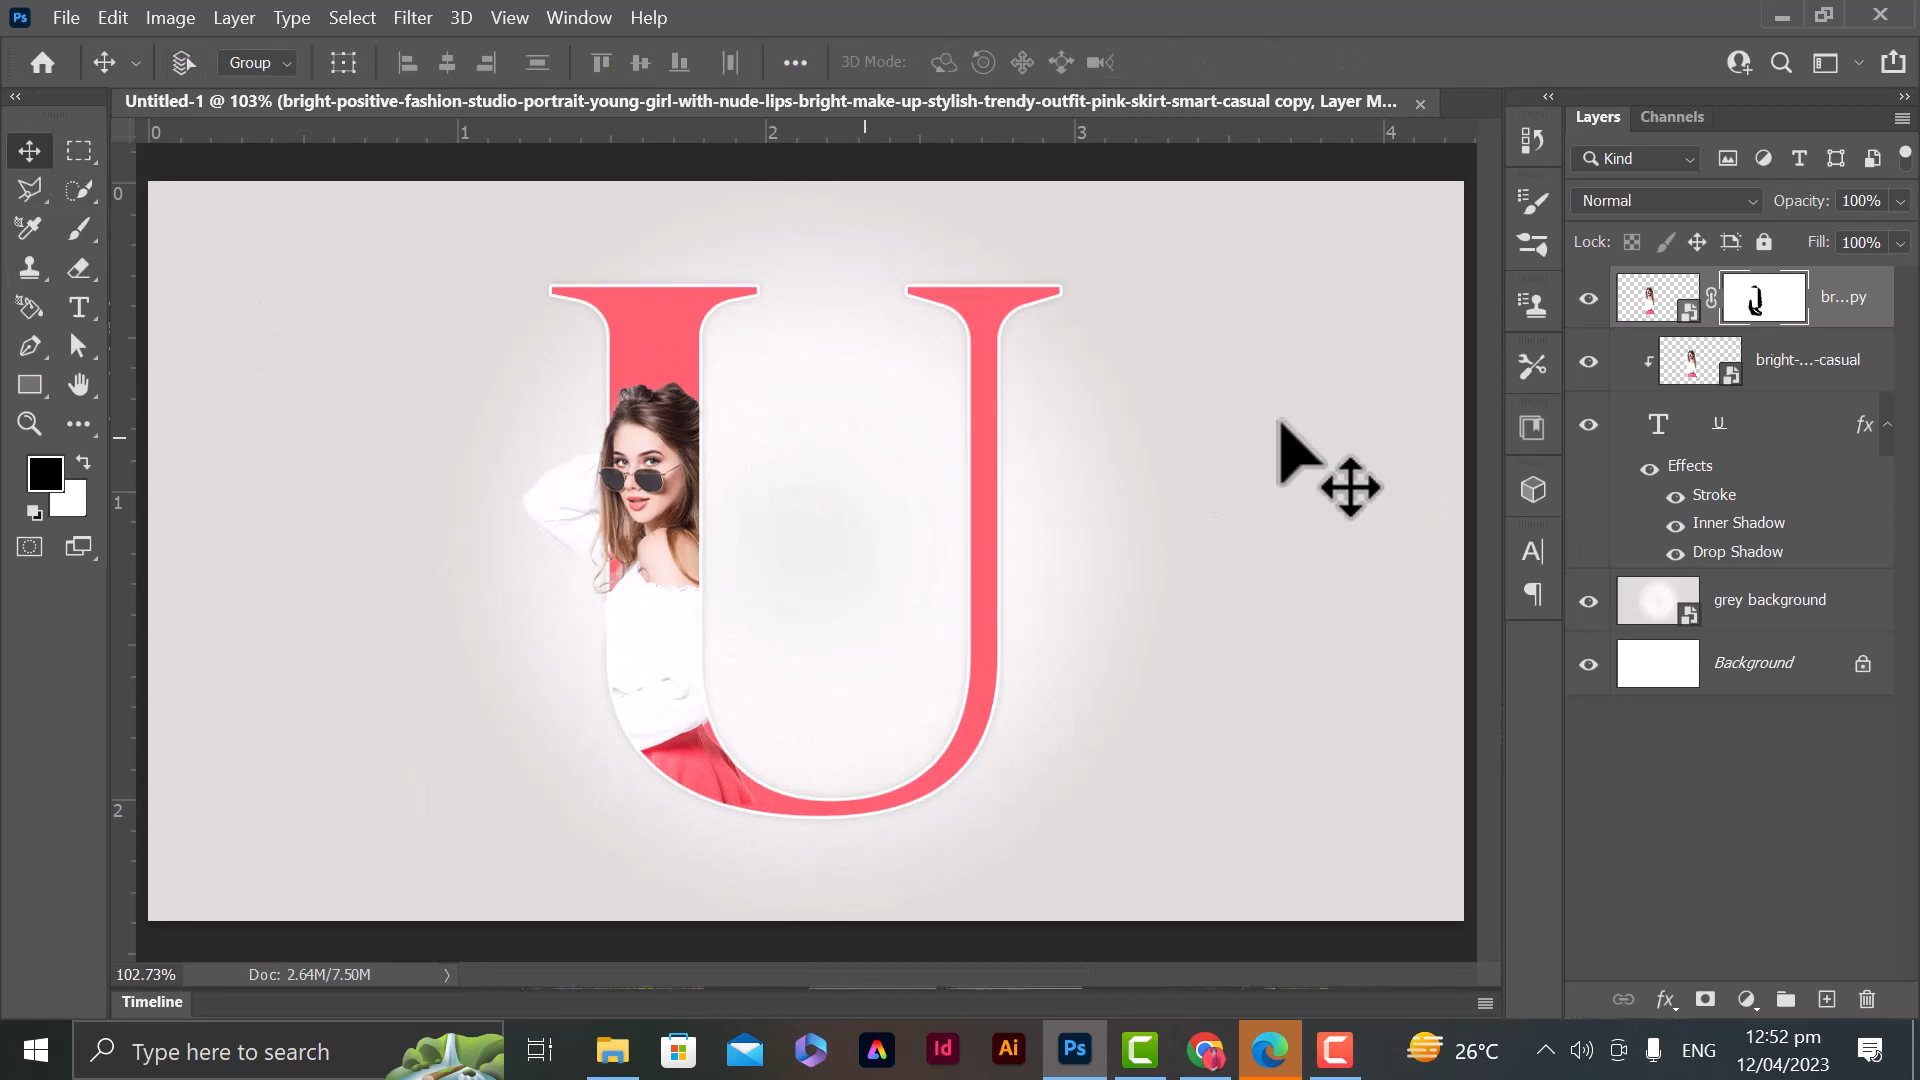 Ps File Edit Image Layer Type Select Filter 3D View Window Help
Group 3D Mode:
Untitled-1 @ 103% (bright-positive-fashion-studio-portrait-young-girl-with-nude-lips-bright-make-up-stylish-trendy-outfit-pink-skirt-smart-casual copy, Layer M...
0 1 2 3 4
0
1
2
U
Layers Channels
Kind
Normal Opacity: 100%
Lock: Fill: 100%
br...py
bright-...-casual
T U fx
Effects
Stroke
Inner Shadow
Drop Shadow
grey background
Background
102.73% Doc: 2.64M/7.50M
Timeline
fx
Type here to search
Id Ai Ps
26°C
ENG
12:52 pm
12/04/2023